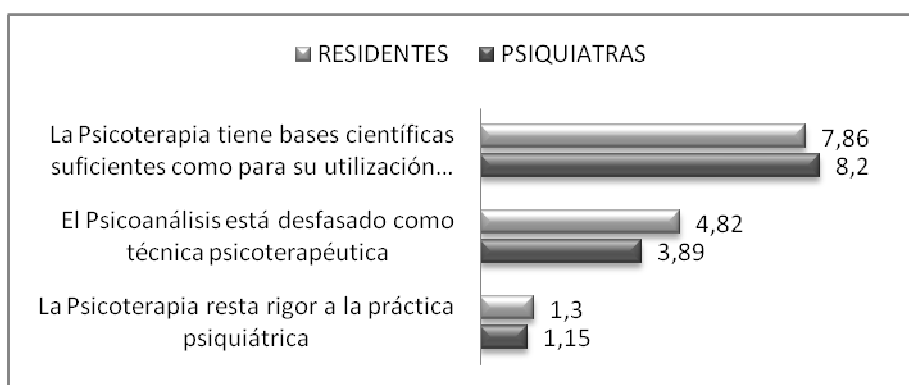 RESIDENTES PSIQUIATRAS
La Psicoterapia tiene bases científicas
suficientes como para su utilización...
7,86
8,2
El Psicoanálisis está desfasado como
técnica psicoterapéutica
4,82
3,89
La Psicoterapia resta rigor a la práctica
psiquiátrica
1,3
1,15